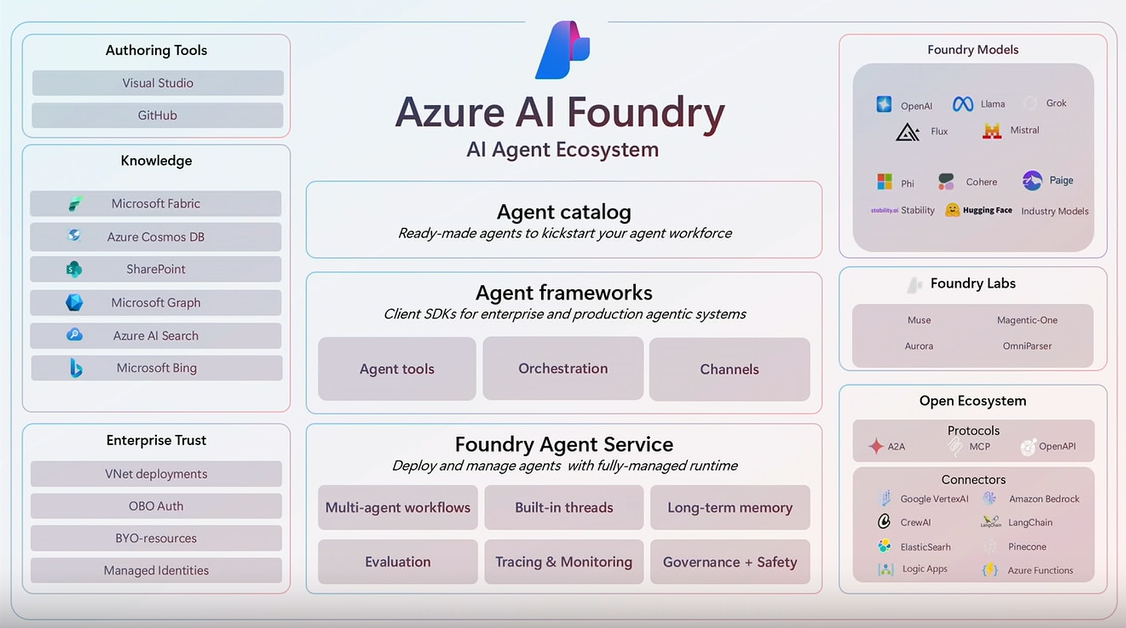 Azure AI Foundry
AI Agent Ecosystem
Authoring Tools
Visual Studio
GitHub
Knowledge
Microsoft Fabric
Azure Cosmos DB
SharePoint
Microsoft Graph
Azure AI Search
Microsoft Bing
Enterprise Trust
VNet deployments
OBO Auth
BYO-resources
Managed Identities
Agent catalog
Ready-made agents to kickstart your agent workforce
Agent frameworks
Client SDKs for enterprise and production agentic systems
Agent tools
Orchestration
Channels
Foundry Agent Service
Deploy and manage agents with fully-managed runtime
Multi-agent workflows
Built-in threads
Long-term memory
Evaluation
Tracing & Monitoring
Governance + Safety
Foundry Models
OpenAI
Llama
Grok
Flux
Mistral
Phi
Cohere
Paige
stability.ai Stability
Hugging Face
Industry Models
Foundry Labs
Muse
Magentic-One
Aurora
OmniParser
Open Ecosystem
Protocols
A2A
MCP
OpenAPI
Connectors
Google VertexAI
Amazon Bedrock
CrewAI
LangChain
LangChain
ElasticSearh
Pinecone
Logic Apps
Azure Functions